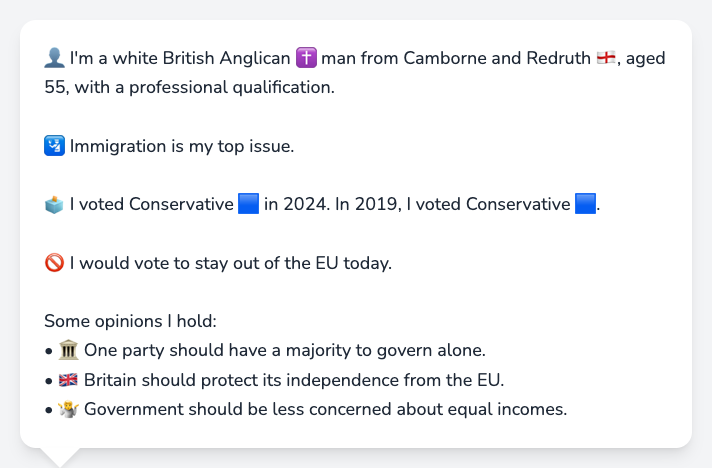 👤 I'm a white British Anglican ✝️ man from Camborne and Redruth 🏴󠁧󠁢󠁥󠁮󠁧󠁿, aged
55, with a professional qualification.
🛂 Immigration is my top issue.
🗳️ I voted Conservative 🟦 in 2024. In 2019, I voted Conservative 🟦.
🚫 I would vote to stay out of the EU today.
Some opinions I hold:
• 🏛️ One party should have a majority to govern alone.
• 🇬🇧 Britain should protect its independence from the EU.
• 🤷 Government should be less concerned about equal incomes.